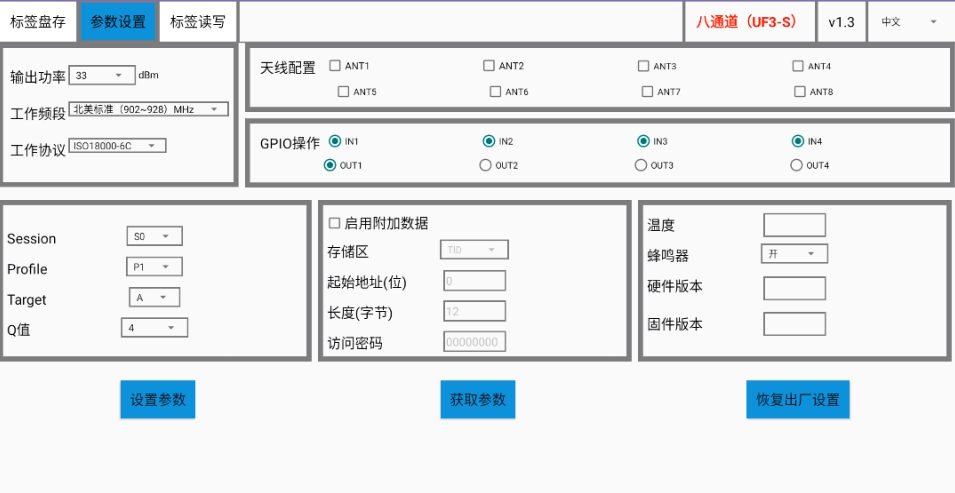 标签盘存 参数设置 标签读写 八通道（UF3-S） v1.3 中文
输出功率 33 dBm
工作频段 北美标准（902~928）MHz
工作协议 ISO18000-6C
天线配置 ANT1 ANT2 ANT3 ANT4
ANT5 ANT6 ANT7 ANT8
GPIO操作 IN1 IN2 IN3 IN4
OUT1 OUT2 OUT3 OUT4
Session S0
Profile P1
Target A
Q值 4
启用附加数据
存储区 TID
起始地址(位) 0
长度(字节) 12
访问密码 00000000
温度
蜂鸣器 开
硬件版本
固件版本
设置参数 获取参数 恢复出厂设置